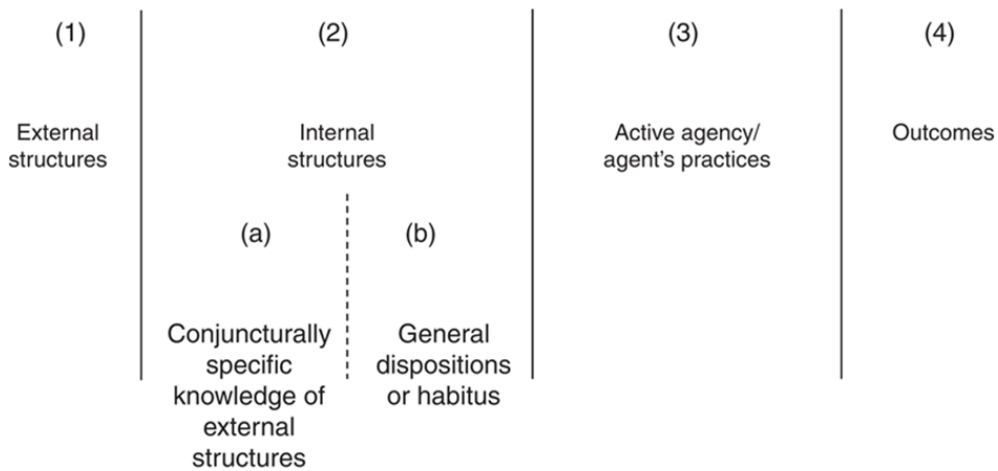 (1)
(2)
(3)
(4)
External
structures
Internal
structures
Active agency/
agent's practices
Outcomes
(a)
(b)
Conjuncturally
specific
knowledge of
external
structures
General
dispositions
or habitus